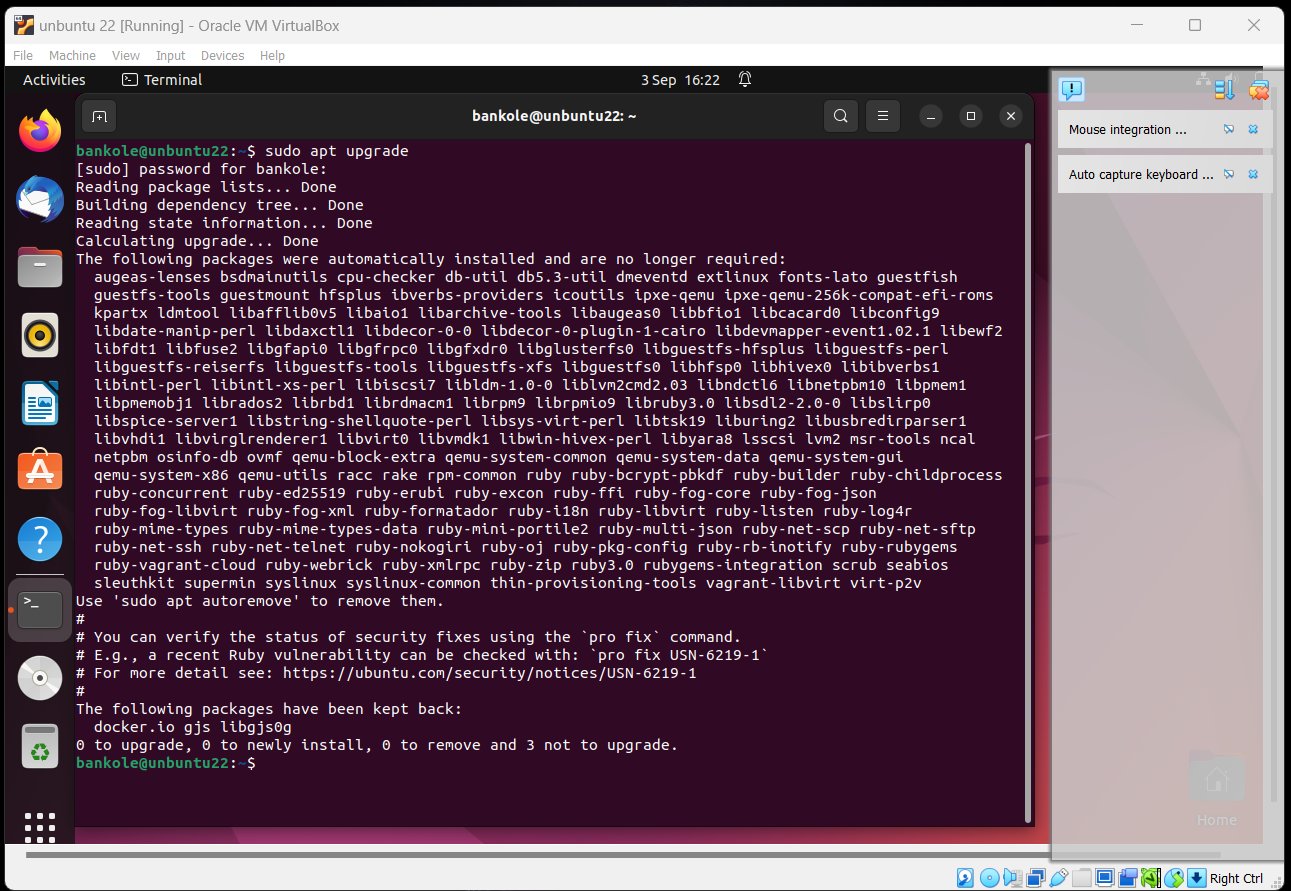 unbuntu 22 [Running] - Oracle VM VirtualBox
File Machine View Input Devices Help
Activities Terminal 3 Sep 16:22
bankole@unbuntu22: ~
Mouse integration ...
Auto capture keyboard ...
bankole@unbuntu22:~$ sudo apt upgrade
[sudo] password for bankole:
Reading package lists... Done
Building dependency tree... Done
Reading state information... Done
Calculating upgrade... Done
The following packages were automatically installed and are no longer required:
augeas-lenses bsdmainutils cpu-checker db-util db5.3-util dmeventd extlinux fonts-lato guestfish
guestfs-tools guestmount hfsplus ibverbs-providers icoutils ipxe-qemu ipxe-qemu-256k-compat-efi-roms
kpartx ldmtool libafflib0v5 libaio1 libarchive-tools libaugeas0 libbfio1 libcacard0 libconfig9
libdate-manip-perl libdaxctl1 libdecor-0-0 libdecor-0-plugin-1-cairo libdevmapper-event1.02.1 libewf2
libfdt1 libfuse2 libgfapi0 libgfrpc0 libgfxdr0 libglusterfs0 libguestfs-hfsplus libguestfs-perl
libguestfs-reiserfs libguestfs-tools libguestfs-xfs libguestfs0 libhfsp0 libhivex0 libibverbs1
libintl-perl libintl-xs-perl libiscsi7 libldm-1.0-0 liblvm2cmd2.03 libndctl6 libnetpbm10 libpmem1
libpmemobj1 librados2 librbd1 librdmacm1 librpm9 librpmio9 libruby3.0 libsdl2-2.0-0 libslirp0
libspice-server1 libstring-shellquote-perl libsys-virt-perl libtsk19 liburing2 libusbredirparser1
libvhdi1 libvirglrenderer1 libvirt0 libvmdk1 libwin-hivex-perl libyara8 lsscsi lvm2 msr-tools ncal
netpbm osinfo-db ovmf qemu-block-extra qemu-system-common qemu-system-data qemu-system-gui
qemu-system-x86 qemu-utils racc rake rpm-common ruby ruby-bcrypt-pbkdf ruby-builder ruby-childprocess
ruby-concurrent ruby-ed25519 ruby-erubi ruby-excon ruby-ffi ruby-fog-core ruby-fog-json
ruby-fog-libvirt ruby-fog-xml ruby-formatador ruby-i18n ruby-libvirt ruby-listen ruby-log4r
ruby-mime-types ruby-mime-types-data ruby-mini-portile2 ruby-multi-json ruby-net-scp ruby-net-sftp
ruby-net-ssh ruby-net-telnet ruby-nokogiri ruby-oj ruby-pkg-config ruby-rb-inotify ruby-rubygems
ruby-vagrant-cloud ruby-webrick ruby-xmlrpc ruby-zip ruby3.0 rubygems-integration scrub seabios
sleuthkit supermin syslinux syslinux-common thin-provisioning-tools vagrant-libvirt virt-p2v
Use 'sudo apt autoremove' to remove them.
#
# You can verify the status of security fixes using the `pro fix` command.
# E.g., a recent Ruby vulnerability can be checked with: `pro fix USN-6219-1`
# For more detail see: https://ubuntu.com/security/notices/USN-6219-1
#
The following packages have been kept back:
docker.io gjs libgjs0g
0 to upgrade, 0 to newly install, 0 to remove and 3 not to upgrade.
bankole@unbuntu22:~$
Home
Right Ctrl